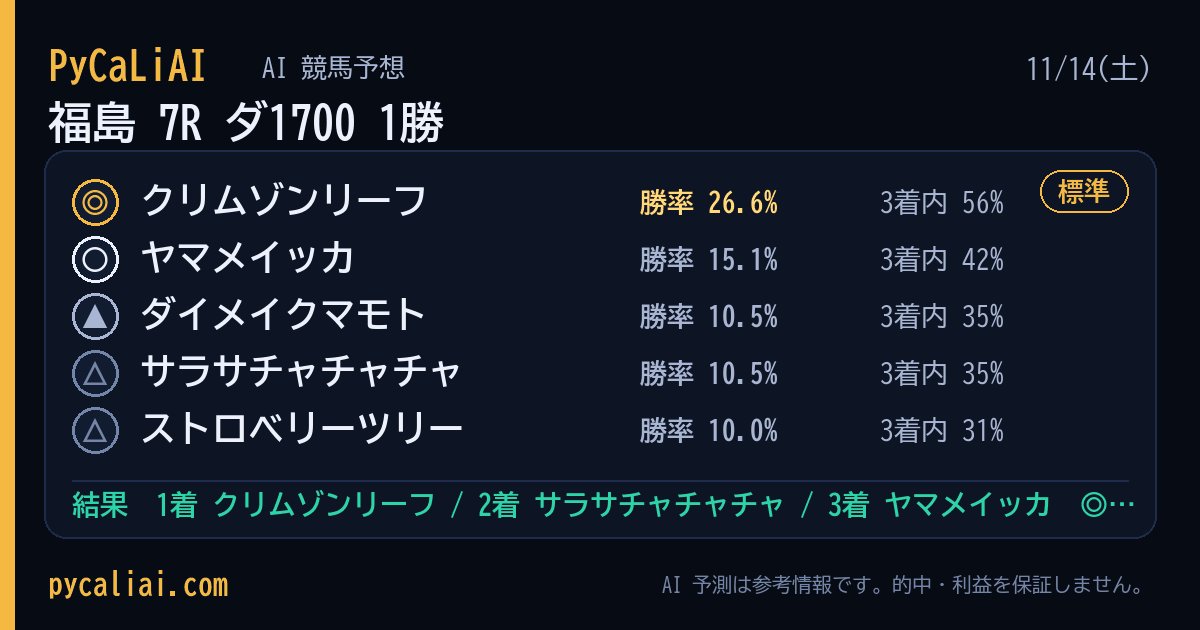 PyCaLiAI AI 競馬予想 11/14(土)
福島 7R ダ1700 1勝
◎ クリムゾンリーフ 勝率 26.6% 3着内 56% 標準
○ ヤマメイッカ 勝率 15.1% 3着内 42%
▲ ダイメイクマモト 勝率 10.5% 3着内 35%
△ サラサチャチャチャ 勝率 10.5% 3着内 35%
△ ストロベリーツリー 勝率 10.0% 3着内 31%
結果 1着 クリムゾンリーフ / 2着 サラサチャチャチャ / 3着 ヤマメイッカ ◎…
pycaliai.com AI 予測は参考情報です。的中・利益を保証しません。